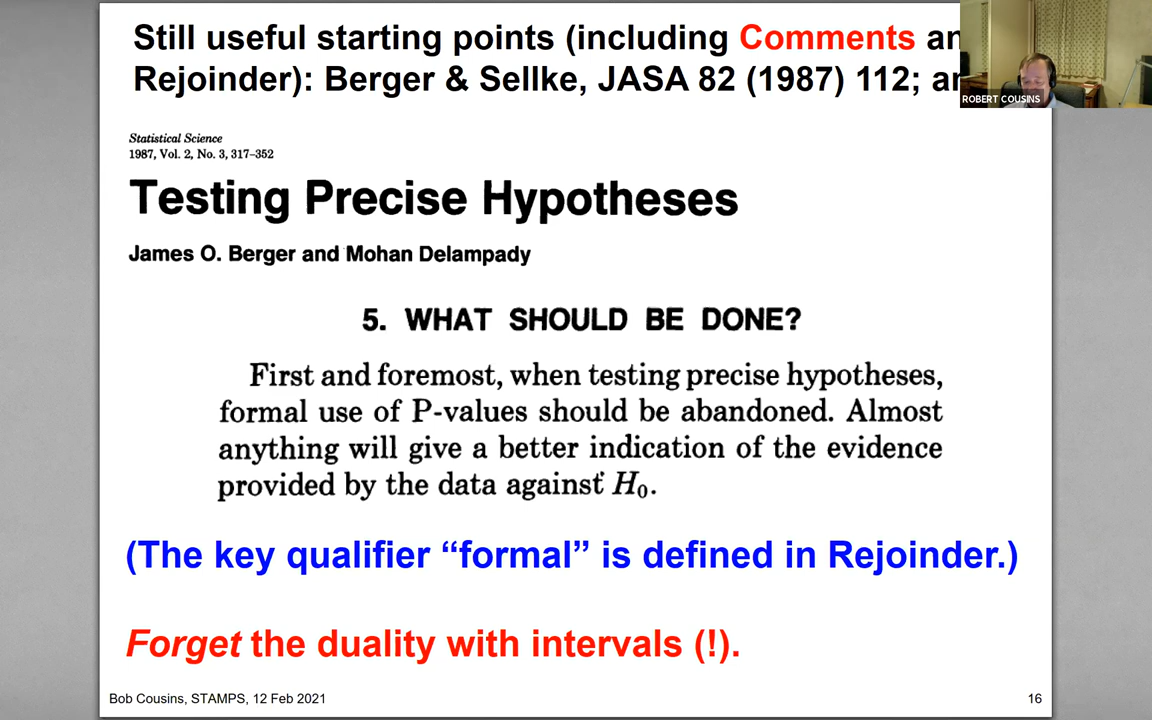 Still useful starting points (including Comments an
Rejoinder): Berger & Sellke, JASA 82 (1987) 112; an
ROBERT COUSINS
Statistical Science
1987, Vol. 2, No. 3, 317–352
Testing Precise Hypotheses
James O. Berger and Mohan Delampady
5. WHAT SHOULD BE DONE?
First and foremost, when testing precise hypotheses,
formal use of P-values should be abandoned. Almost
anything will give a better indication of the evidence
provided by the data against H₀.
(The key qualifier “formal” is defined in Rejoinder.)
Forget the duality with intervals (!).
Bob Cousins, STAMPS, 12 Feb 2021
16